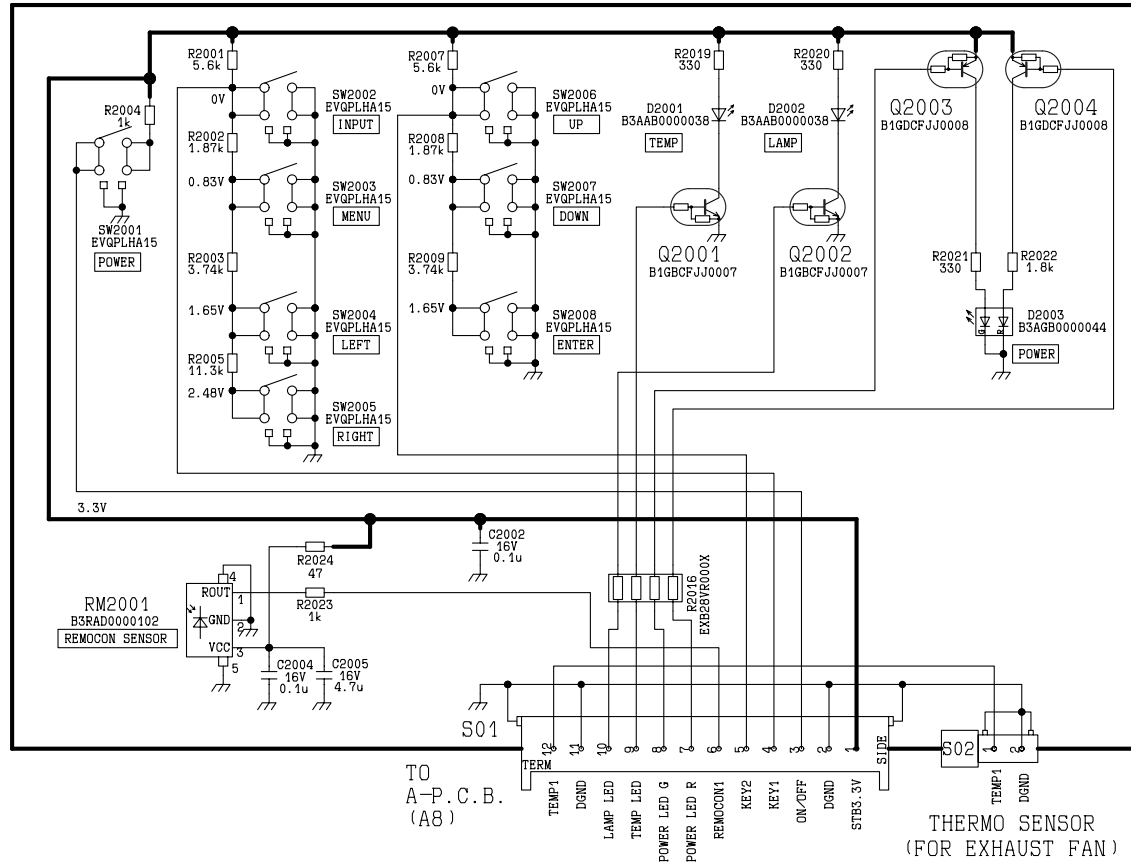 R2001
5.6k
0V
R2002
1.87k
0.83V
R2003
3.74k
1.65V
R2005
11.3k
2.48V
R2004
1k
SW2001
EVQPLHA15
POWER
SW2002
EVQPLHA15
INPUT
SW2003
EVQPLHA15
MENU
SW2004
EVQPLHA15
LEFT
SW2005
EVQPLHA15
RIGHT
R2007
5.6k
0V
R2008
1.87k
0.83V
R2009
3.74k
1.65V
SW2006
EVQPLHA15
UP
SW2007
EVQPLHA15
DOWN
SW2008
EVQPLHA15
ENTER
R2019
330
D2001
B3AAB0000038
TEMP
Q2001
B1GBCFJJ0007
R2020
330
D2002
B3AAB0000038
LAMP
Q2002
B1GBCFJJ0007
Q2003
B1GDCFJJ0008
Q2004
B1GDCFJJ0008
R2021
330
R2022
1.8k
G
R
D2003
B3AGB0000044
POWER
3.3V
R2024
47
C2002
16V
0.1u
R2016
EXB28VR000X
RM2001
B3RAD0000102
REMOCON SENSOR
4
ROUT
1
GND
2
VCC
3
5
R2023
1k
C2004
16V
0.1u
C2005
16V
4.7u
S01
TERM
12
11
10
9
8
7
6
5
4
3
2
1
SIDE
TEMP1
DGND
LAMP LED
TEMP LED
POWER LED G
POWER LED R
REMOCON1
KEY2
KEY1
ON/OFF
DGND
STB3.3V
TO
A-P.C.B.
(A8)
S02
1
2
TEMP1
DGND
THERMO SENSOR
(FOR EXHAUST FAN)